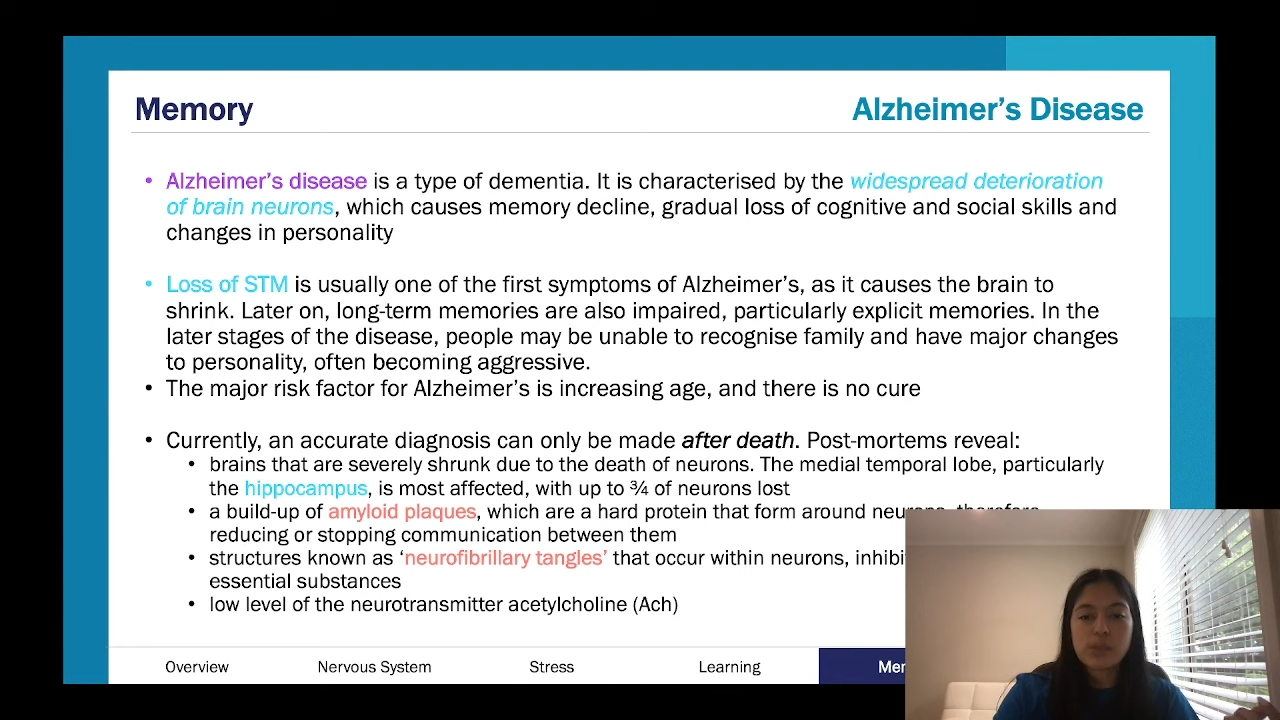 Memory
Alzheimer's Disease
• Alzheimer's disease is a type of dementia. It is characterised by the widespread deterioration
of brain neurons, which causes memory decline, gradual loss of cognitive and social skills and
changes in personality
• Loss of STM is usually one of the first symptoms of Alzheimer's, as it causes the brain to
shrink. Later on, long-term memories are also impaired, particularly explicit memories. In the
later stages of the disease, people may be unable to recognise family and have major changes
to personality, often becoming aggressive.
• The major risk factor for Alzheimer's is increasing age, and there is no cure
• Currently, an accurate diagnosis can only be made after death. Post-mortems reveal:
• brains that are severely shrunk due to the death of neurons. The medial temporal lobe, particularly
the hippocampus, is most affected, with up to ¾ of neurons lost
• a build-up of amyloid plaques, which are a hard protein that form around neurons, therefore
reducing or stopping communication between them
• structures known as 'neurofibrillary tangles' that occur within neurons,
essential substances
• low level of the neurotransmitter acetylcholine (Ach)
Overview
Nervous System
Stress
Learning